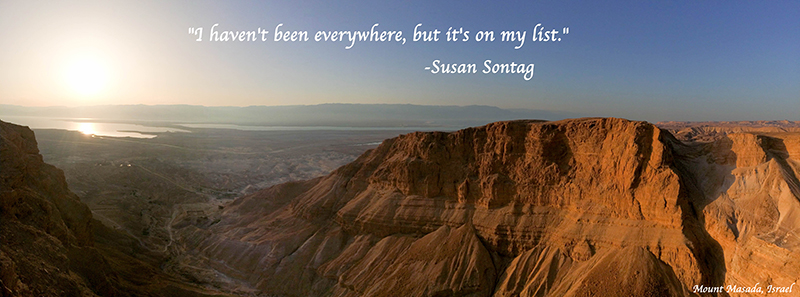 "I haven't been everywhere, but it's on my list."
-Susan Sontag
Mount Masada, Israel